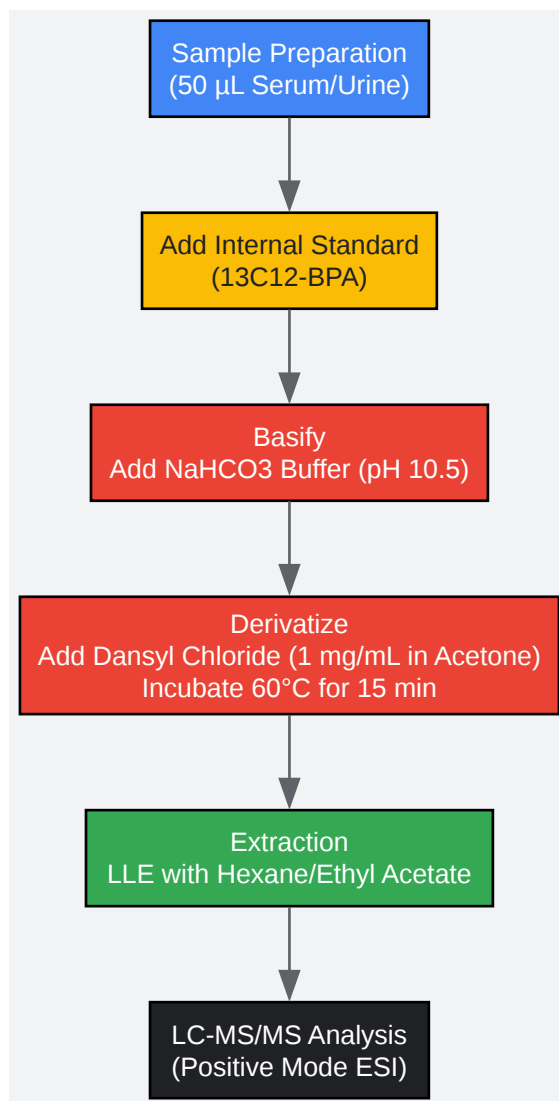 Sample Preparation
(50 µL Serum/Urine)
Add Internal Standard
(13C12-BPA)
Basify
Add NaHCO3 Buffer (pH 10.5)
Derivatize
Add Dansyl Chloride (1 mg/mL in Acetone)
Incubate 60°C for 15 min
Extraction
LLE with Hexane/Ethyl Acetate
LC-MS/MS Analysis
(Positive Mode ESI)